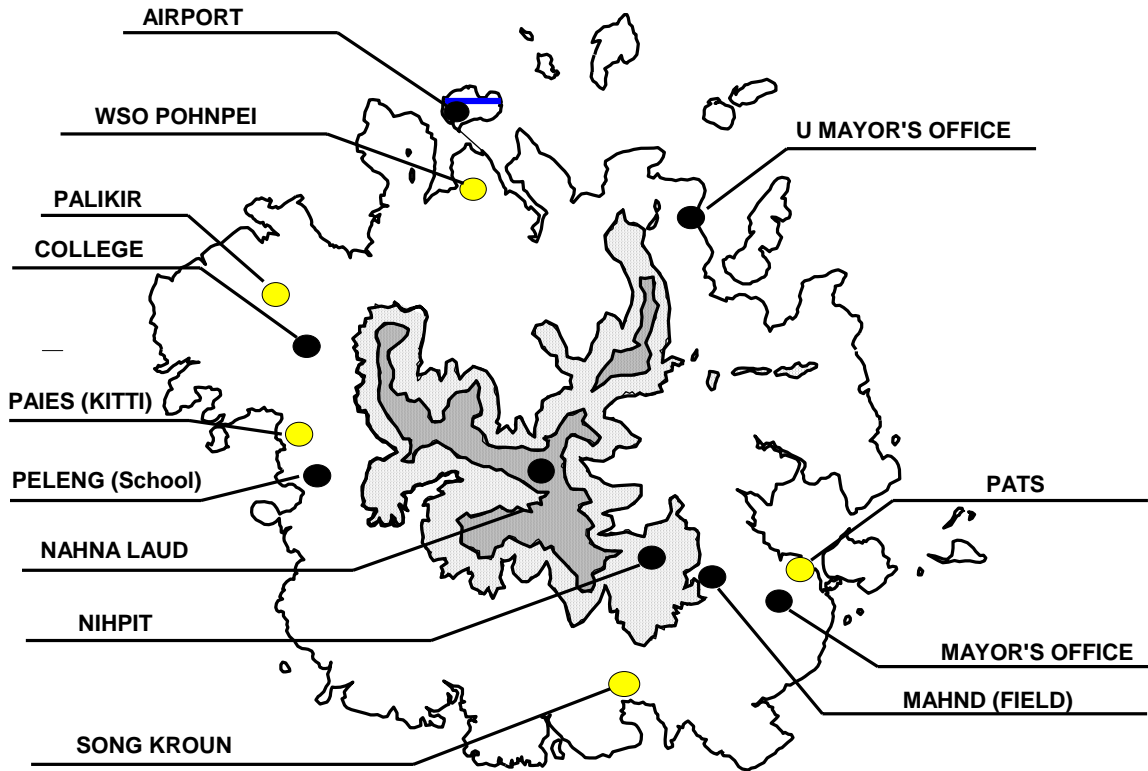 AIRPORT
WSO POHNPEI
U MAYOR'S OFFICE
PALIKIR
COLLEGE
PAIES (KITTI)
PELENG (School)
PATS
NAHNA LAUD
NIHPIT
MAYOR'S OFFICE
MAHND (FIELD)
SONG KROUN